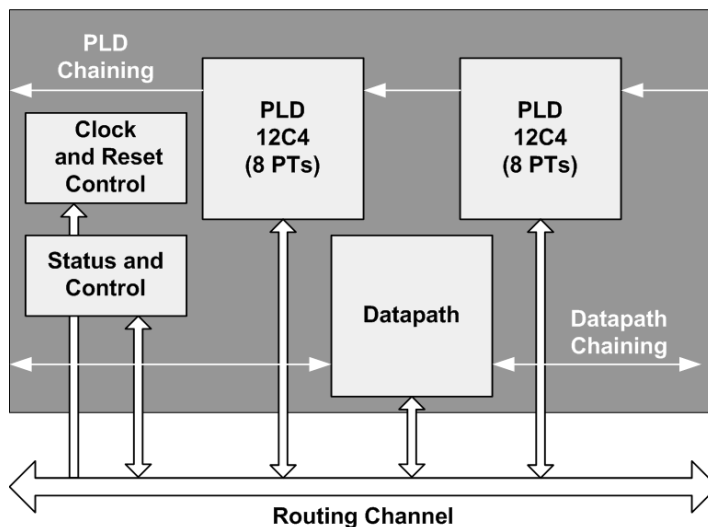 PLD
Chaining
PLD
12C4
(8 PTs)
PLD
12C4
(8 PTs)
Clock
and Reset
Control
Status and
Control
Datapath
Datapath
Chaining
Routing Channel